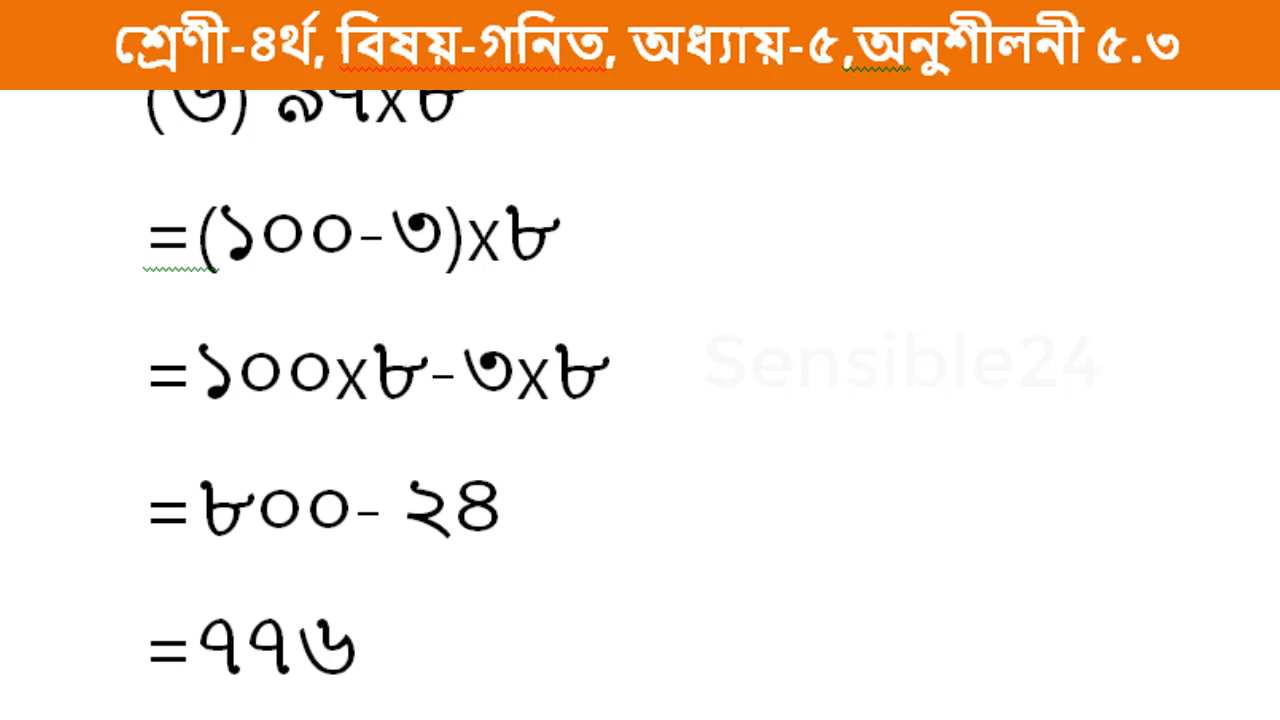 শ্রেণী-৪র্থ, বিষয়-গনিত, অধ্যায়-৫,অনুশীলনী ৫.৩
(৬) ৯৭x৮
=(১০০-৩)x৮
=১০০x৮-৩x৮
=৮০০- ২৪
=৭৭৬
Sensible24